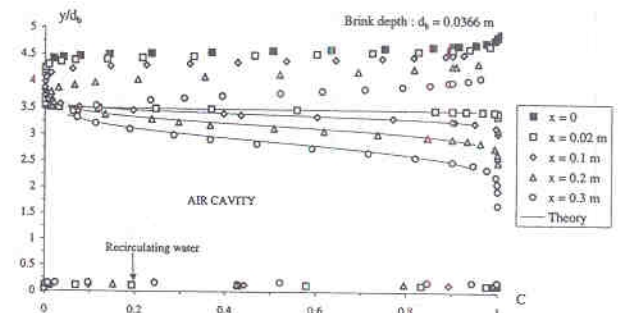 y/d_b
Brink depth : d_b = 0.0366 m
5
4.5
4
3.5
3
2.5
2
1.5
1
0.5
0
AIR CAVITY
Recirculating water
0 0.2 0.4 0.6 0.8 1
C
x = 0
x = 0.02 m
x = 0.1 m
x = 0.2 m
x = 0.3 m
Theory